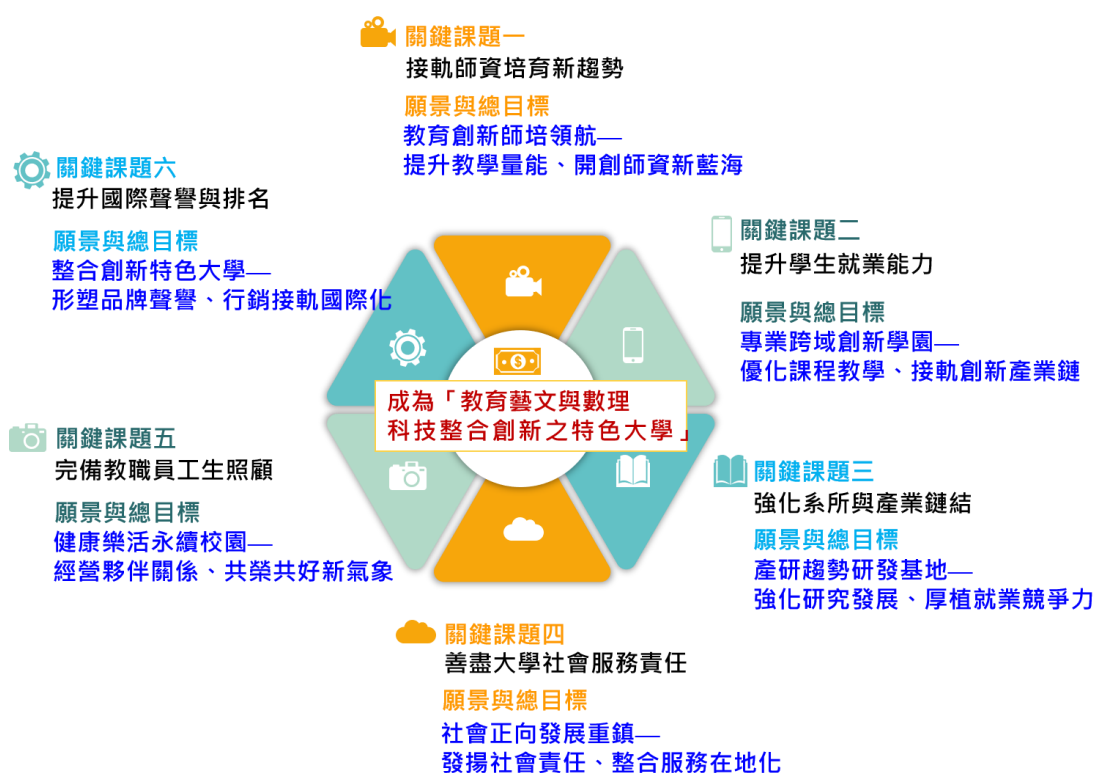 關鍵課題一
接軌師資培育新趨勢
願景與總目標
教育創新師培領航—
提升教學量能、開創師資新藍海
關鍵課題二
提升學生就業能力
願景與總目標
專業跨域創新學園—
優化課程教學、接軌創新產業鏈
關鍵課題三
強化系所與產業鏈結
願景與總目標
產研趨勢研發基地—
強化研究發展、厚植就業競爭力
關鍵課題四
善盡大學社會服務責任
願景與總目標
社會正向發展重鎮—
發揚社會責任、整合服務在地化
關鍵課題五
完備教職員工生照顧
願景與總目標
健康樂活永續校園—
經營夥伴關係、共榮共好新氣象
關鍵課題六
提升國際聲譽與排名
願景與總目標
整合創新特色大學—
形塑品牌聲譽、行銷接軌國際化
$
成為「教育藝文與數理
科技整合創新之特色大學」